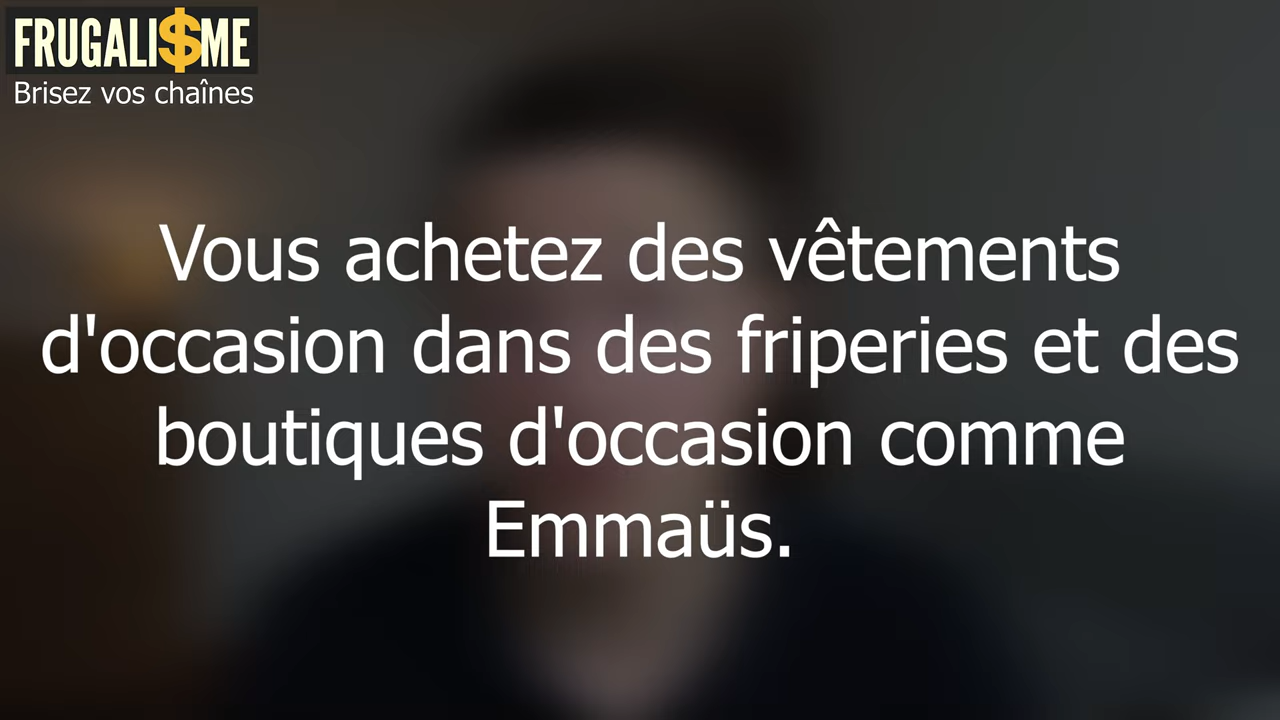 FRUGALI$ME
Brisez vos chaînes
Vous achetez des vêtements
d'occasion dans des friperies et des
boutiques d'occasion comme
Emmaüs.